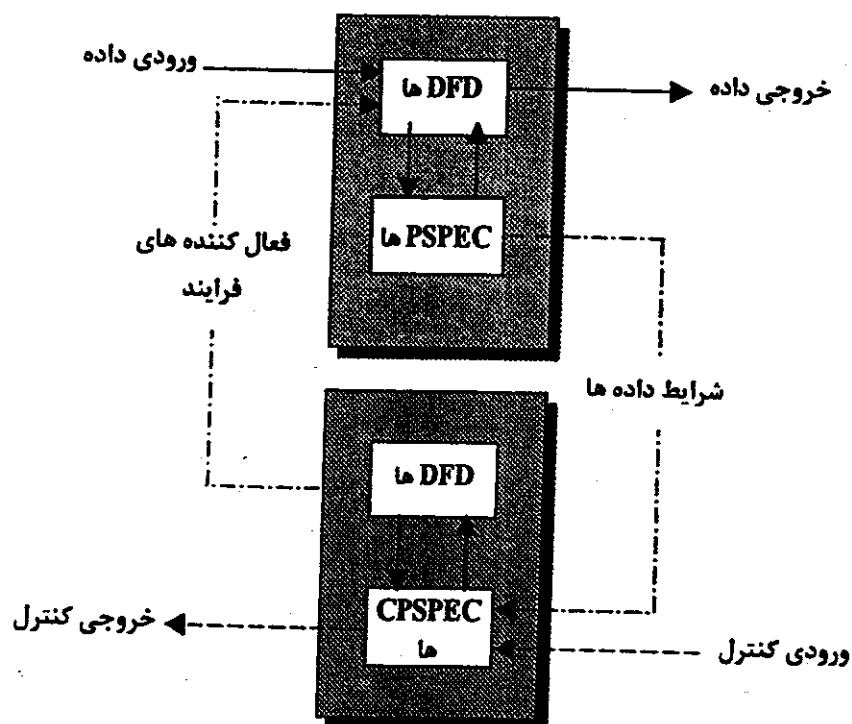 ورودی داده
DFD ها
خروجی داده
PSPEC ها
فعال کننده های
فرایند
شرایط داده ها
DFD ها
CPSPEC
ها
خروجی کنترل
ورودی کنترل